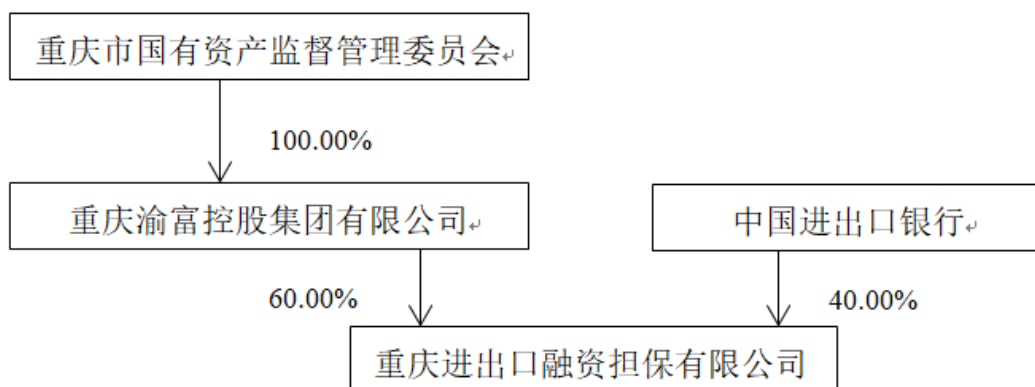 重庆市国有资产监督管理委员会
100.00%
重庆渝富控股集团有限公司
中国进出口银行
60.00%
40.00%
重庆进出口融资担保有限公司